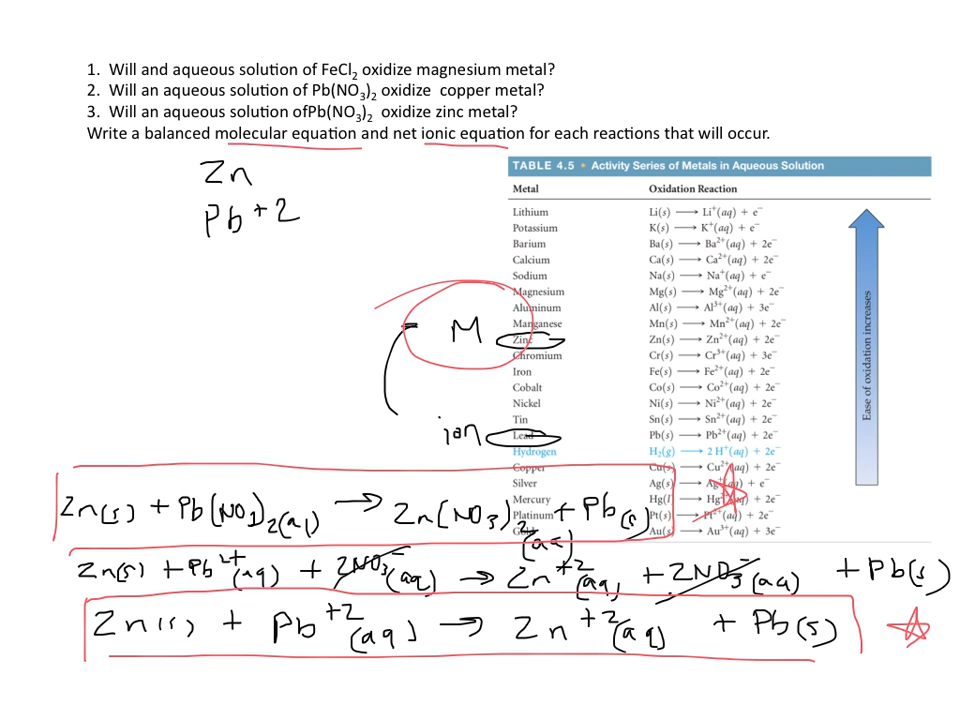 1. Will and aqueous solution of FeCl2 oxidize magnesium metal?
2. Will an aqueous solution of Pb(NO3)2 oxidize copper metal?
3. Will an aqueous solution ofPb(NO3)2 oxidize zinc metal?
Write a balanced molecular equation and net ionic equation for each reactions that will occur.
Zn
Pb+2
TABLE 4.5 • Activity Series of Metals in Aqueous Solution
Metal Oxidation Reaction
Lithium Li(s) ⟶ Li⁺(aq) + e⁻
Potassium K(s) ⟶ K⁺(aq) + e⁻
Barium Ba(s) ⟶ Ba²⁺(aq) + 2e⁻
Calcium Ca(s) ⟶ Ca²⁺(aq) + 2e⁻
Sodium Na(s) ⟶ Na⁺(aq) + e⁻
Magnesium Mg(s) ⟶ Mg²⁺(aq) + 2e⁻
Aluminum Al(s) ⟶ Al³⁺(aq) + 3e⁻
Manganese Mn(s) ⟶ Mn²⁺(aq) + 2e⁻
Zinc Zn(s) ⟶ Zn²⁺(aq) + 2e⁻
Chromium Cr(s) ⟶ Cr³⁺(aq) + 3e⁻
Iron Fe(s) ⟶ Fe²⁺(aq) + 2e⁻
Cobalt Co(s) ⟶ Co²⁺(aq) + 2e⁻
Nickel Ni(s) ⟶ Ni²⁺(aq) + 2e⁻
Tin Sn(s) ⟶ Sn²⁺(aq) + 2e⁻
Lead Pb(s) ⟶ Pb²⁺(aq) + 2e⁻
Hydrogen H₂(g) ⟶ 2 H⁺(aq) + 2e⁻
Copper Cu(s) ⟶ Cu²⁺(aq) + 2e⁻
Silver Ag(s) ⟶ Ag⁺(aq) + e⁻
Mercury Hg(l) ⟶ Hg²⁺(aq) + 2e⁻
Platinum Pt(s) ⟶ Pt²⁺(aq) + 2e⁻
Gold Au(s) ⟶ Au³⁺(aq) + 3e⁻
Ease of oxidation increases
M
ion
Zn(s) + Pb(NO3)2(aq) → Zn(NO3)2(aq) + Pb(s)
Zn(s) + Pb+2(aq) + 2NO3-(aq) → Zn+2(aq) + 2NO3-(aq) + Pb(s)
Zn(s) + Pb+2(aq) → Zn+2(aq) + Pb(s)